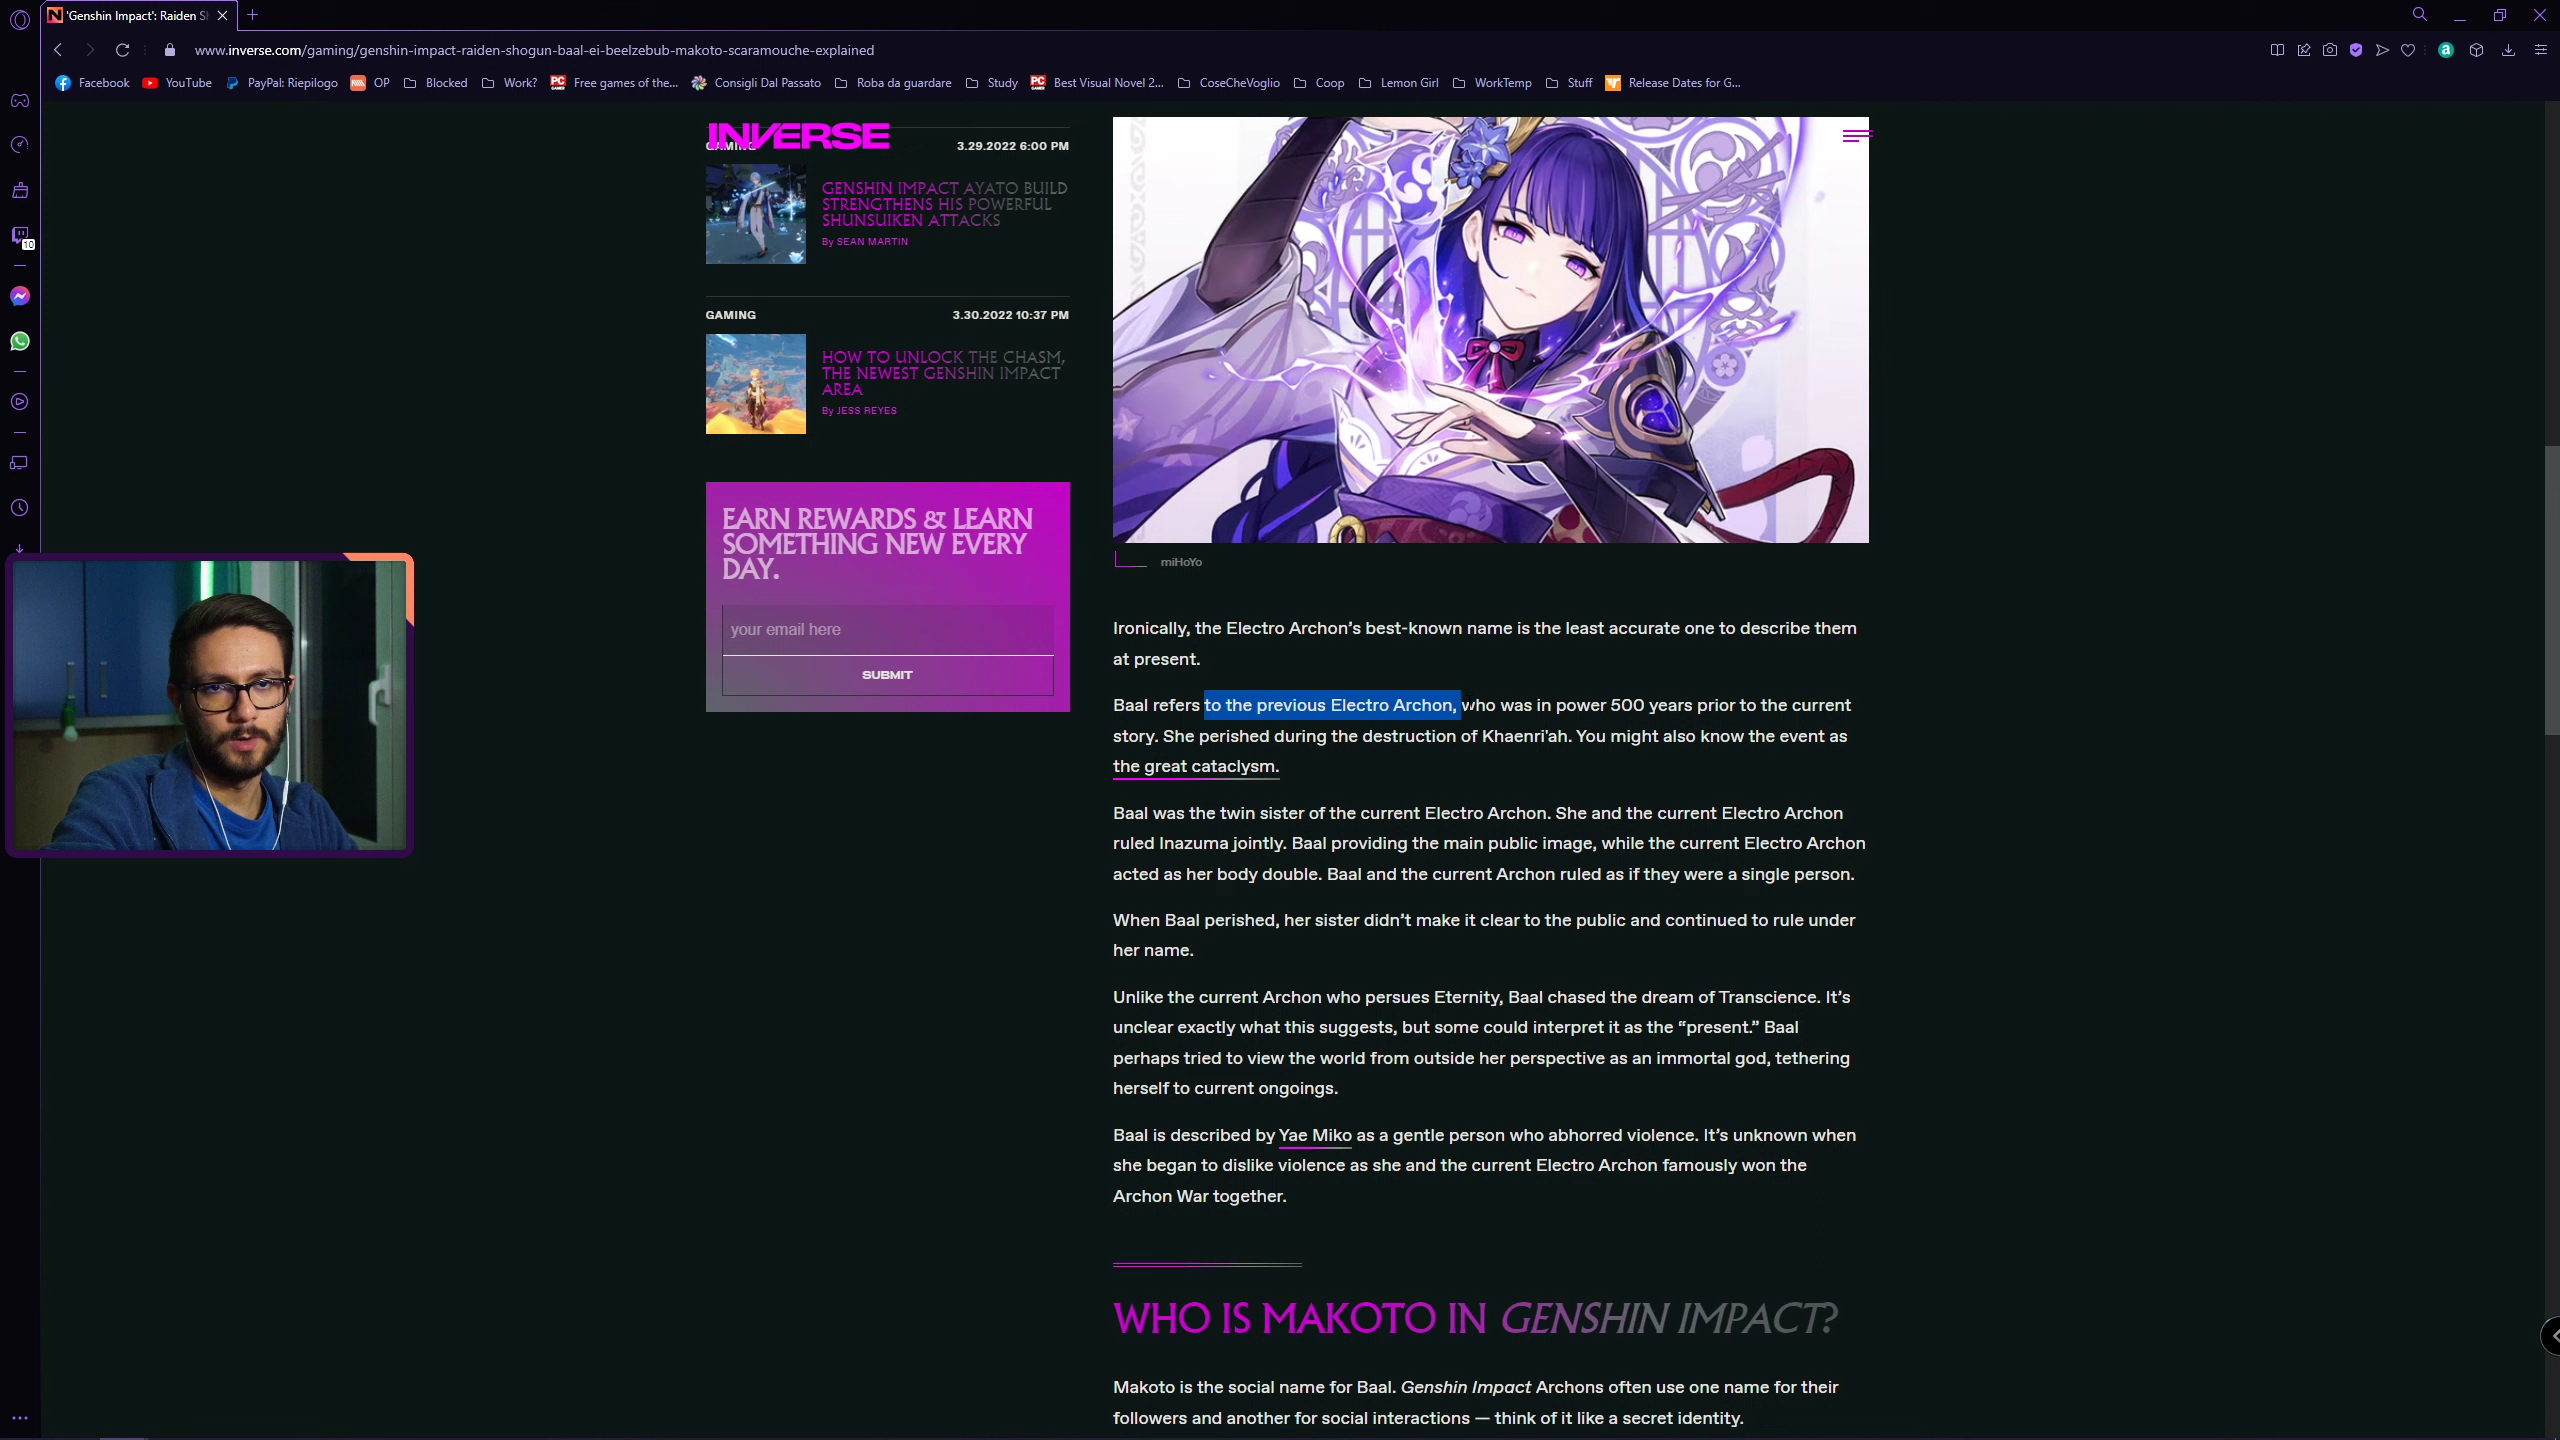 'Genshin Impact': Raiden S
www.inverse.com/gaming/genshin-impact-raiden-shogun-baal-ei-beelzebub-makoto-scaramouche-explained
Facebook YouTube PayPal: Riepilogo OP Blocked Work? Free games of the... Consigli Dal Passato Roba da guardare Study Best Visual Novel 2... CoseCheVoglio Coop Lemon Girl WorkTemp Stuff Release Dates for G...
10
INVERSE
GAMING 3.29.2022 6:00 PM
GENSHIN IMPACT AYATO BUILD
STRENGTHENS HIS POWERFUL
SHUNSUIKEN ATTACKS
By SEAN MARTIN
GAMING 3.30.2022 10:37 PM
HOW TO UNLOCK THE CHASM,
THE NEWEST GENSHIN IMPACT
AREA
By JESS REYES
EARN REWARDS & LEARN
SOMETHING NEW EVERY
DAY.
your email here
SUBMIT
miHoYo
Ironically, the Electro Archon’s best-known name is the least accurate one to describe them
at present.
Baal refers to the previous Electro Archon, who was in power 500 years prior to the current
story. She perished during the destruction of Khaenri'ah. You might also know the event as
the great cataclysm.
Baal was the twin sister of the current Electro Archon. She and the current Electro Archon
ruled Inazuma jointly. Baal providing the main public image, while the current Electro Archon
acted as her body double. Baal and the current Archon ruled as if they were a single person.
When Baal perished, her sister didn’t make it clear to the public and continued to rule under
her name.
Unlike the current Archon who persues Eternity, Baal chased the dream of Transcience. It’s
unclear exactly what this suggests, but some could interpret it as the “present.” Baal
perhaps tried to view the world from outside her perspective as an immortal god, tethering
herself to current ongoings.
Baal is described by Yae Miko as a gentle person who abhorred violence. It’s unknown when
she began to dislike violence as she and the current Electro Archon famously won the
Archon War together.
WHO IS MAKOTO IN GENSHIN IMPACT?
Makoto is the social name for Baal. Genshin Impact Archons often use one name for their
followers and another for social interactions — think of it like a secret identity.